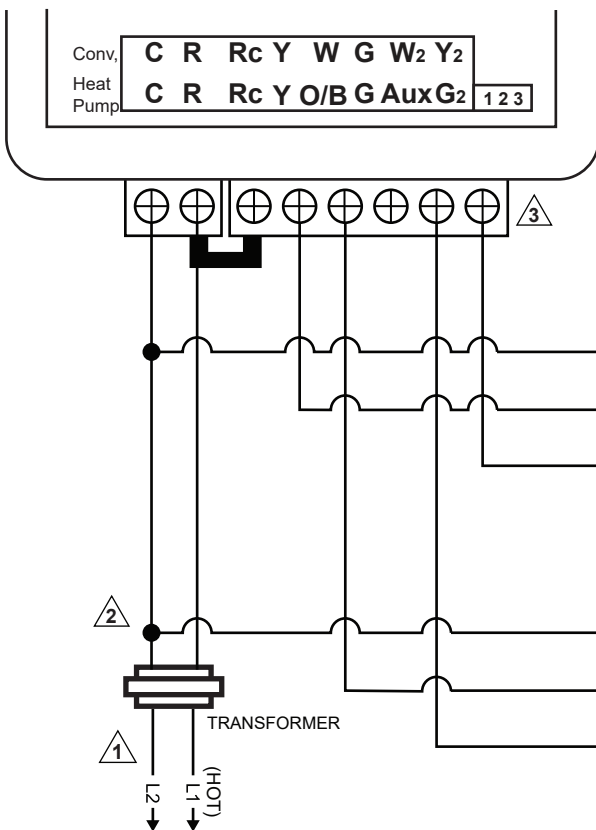 Conv, C R Rc Y W G W2 Y2
Heat Pump C R Rc Y O/B G Aux G2 1 2 3
3
2
TRANSFORMER
1
L2 L1 (HOT)